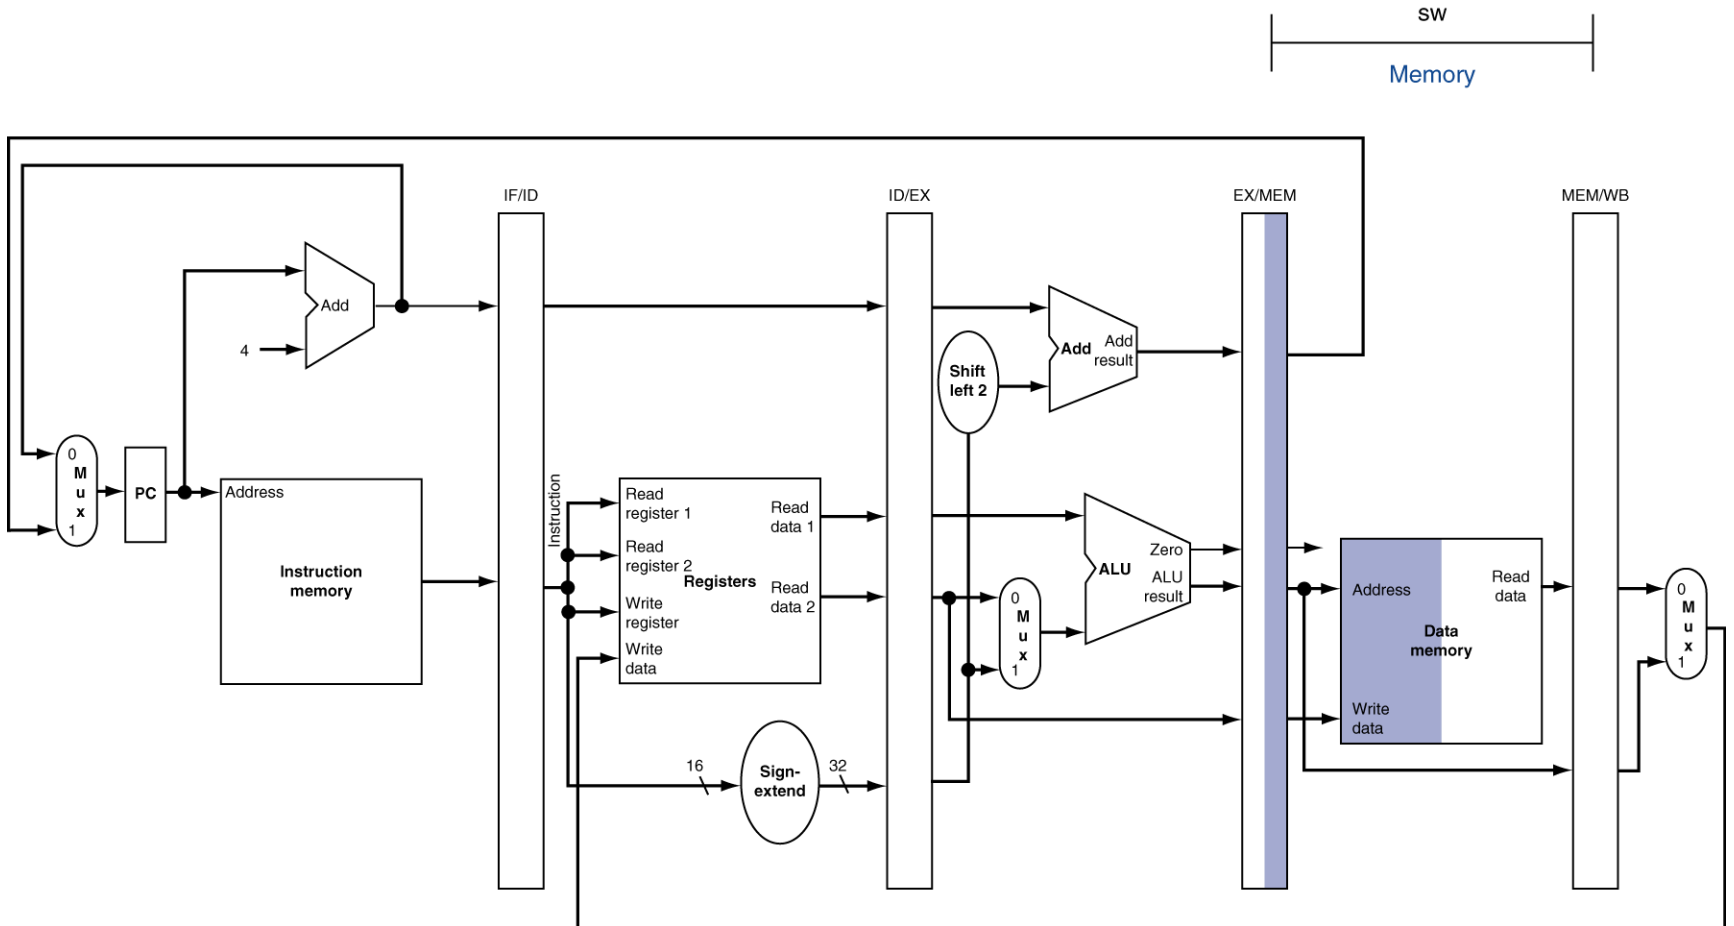 sw
Memory
IF/ID
ID/EX
EX/MEM
MEM/WB
Add
4
Add
Add
result
Shift
left 2
0
M
u
x
1
PC
Address
Instruction
memory
Instruction
Read
register 1
Read
register 2
Write
register
Write
data
Registers
Read
data 1
Read
data 2
16
Sign-
extend
32
0
M
u
x
1
Zero
ALU
ALU
result
Address
Read
data
Data
memory
Write
data
0
M
u
x
1